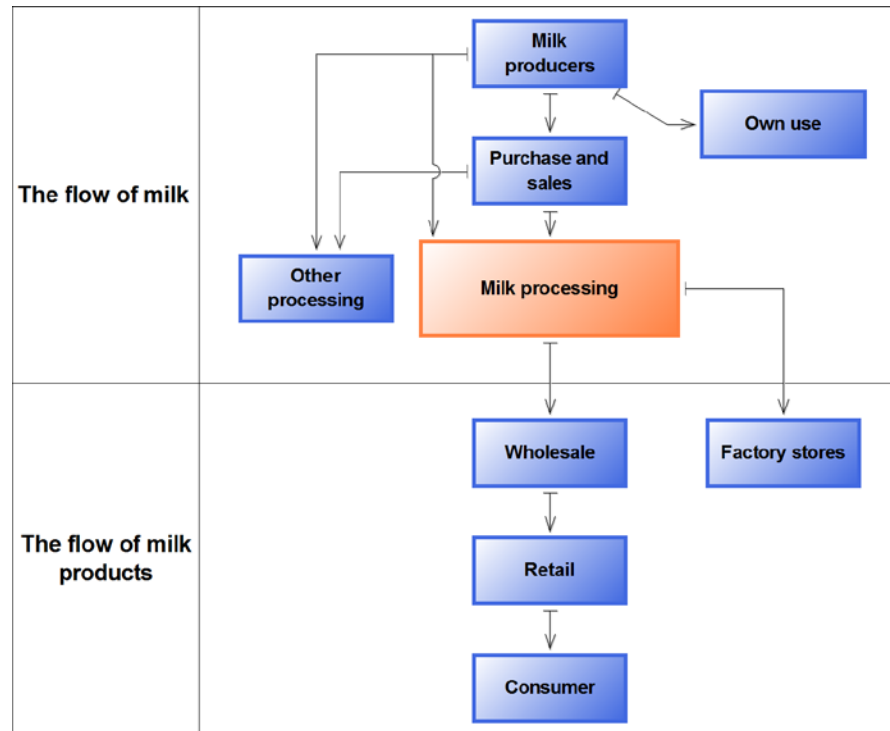 Milk
producers
Own use
Purchase and
sales
The flow of milk
Other
processing
Milk processing
Wholesale
Factory stores
The flow of milk
products
Retail
Consumer